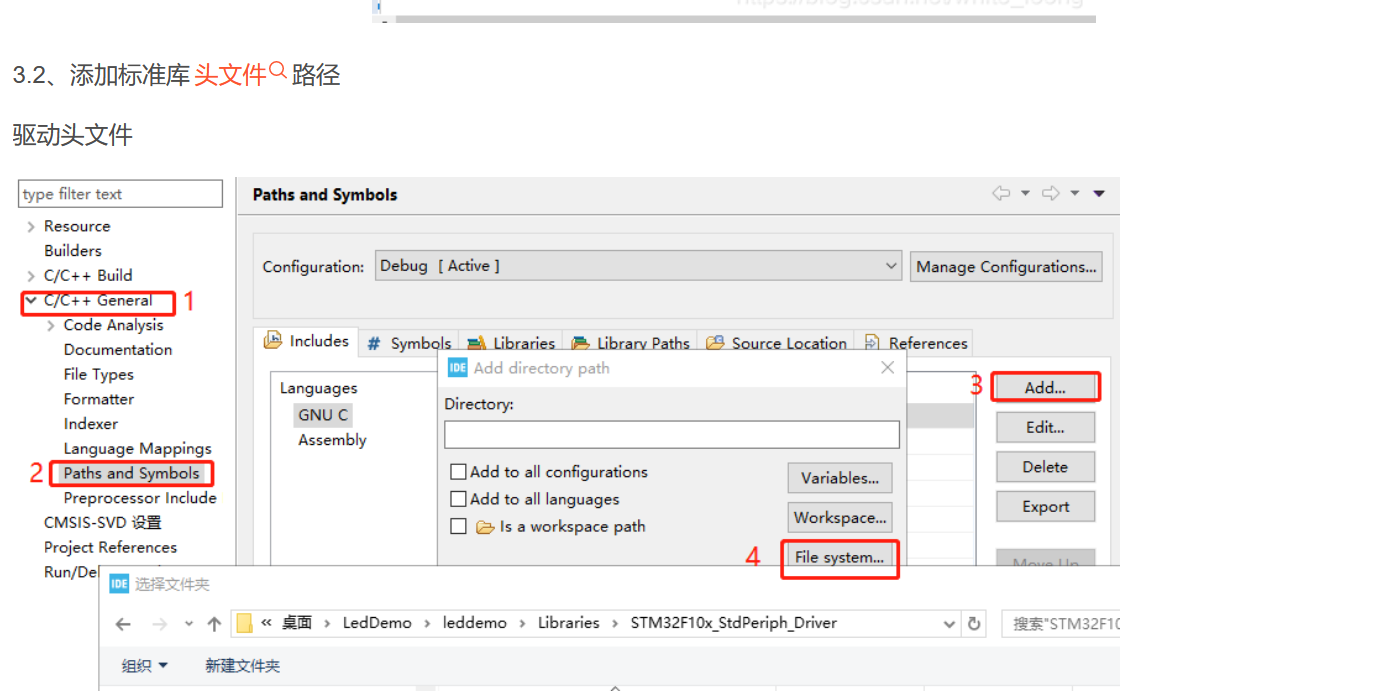 3.2、添加标准库 头文件 路径
驱动头文件
type filter text
Resource
Builders
C/C++ Build
C/C++ General 1
Code Analysis
Documentation
File Types
Formatter
Indexer
Language Mappings
2 Paths and Symbols
Preprocessor Include
CMSIS-SVD 设置
Project References
Run/De
Paths and Symbols
Configuration: Debug [ Active ] Manage Configurations...
Includes # Symbols Libraries Library Paths Source Location References
Languages
GNU C
Assembly
IDE Add directory path
Directory:
Add to all configurations
Add to all languages
Is a workspace path
Variables...
Workspace...
4 File system...
3 Add...
Edit...
Delete
Export
Move Up
IDE 选择文件夹
« 桌面 › LedDemo › leddemo › Libraries › STM32F10x_StdPeriph_Driver
搜索"STM32F10
组织 新建文件夹